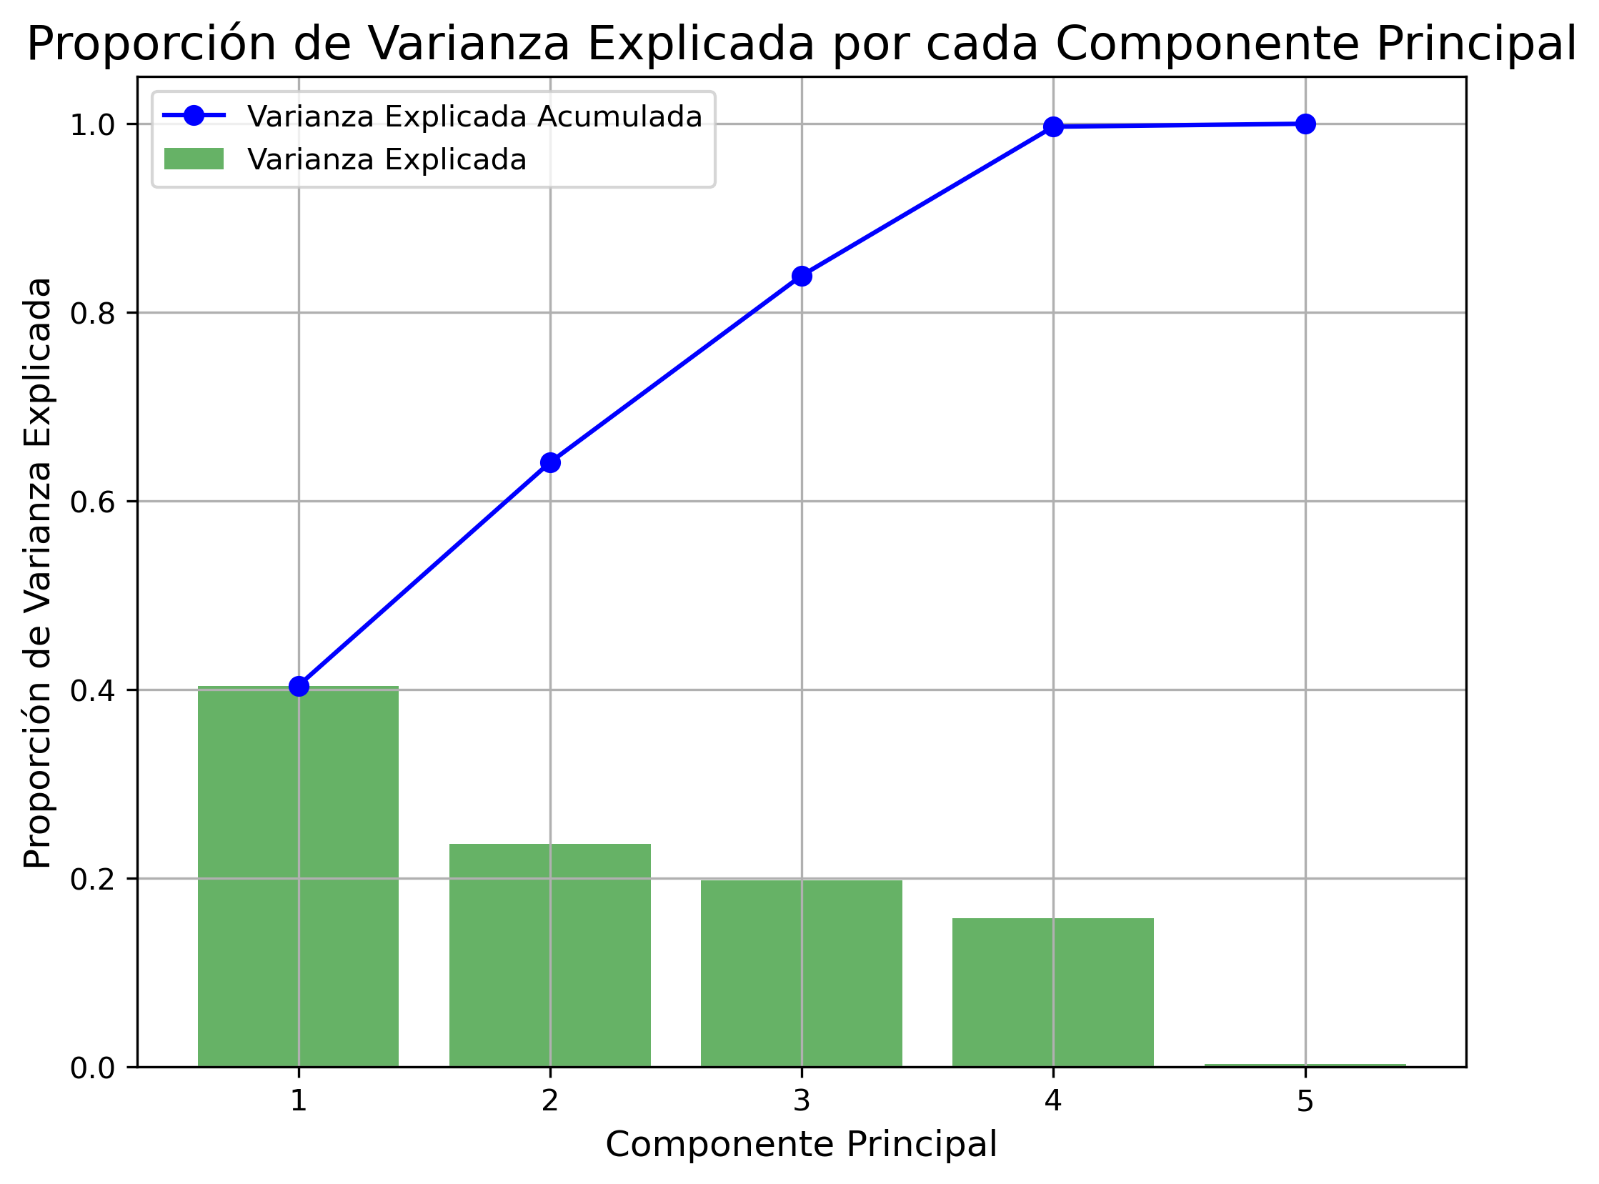 Proporción de Varianza Explicada por cada Componente Principal
Varianza Explicada Acumulada
Varianza Explicada
Proporción de Varianza Explicada
1.0
0.8
0.6
0.4
0.2
0.0
1 2 3 4 5
Componente Principal